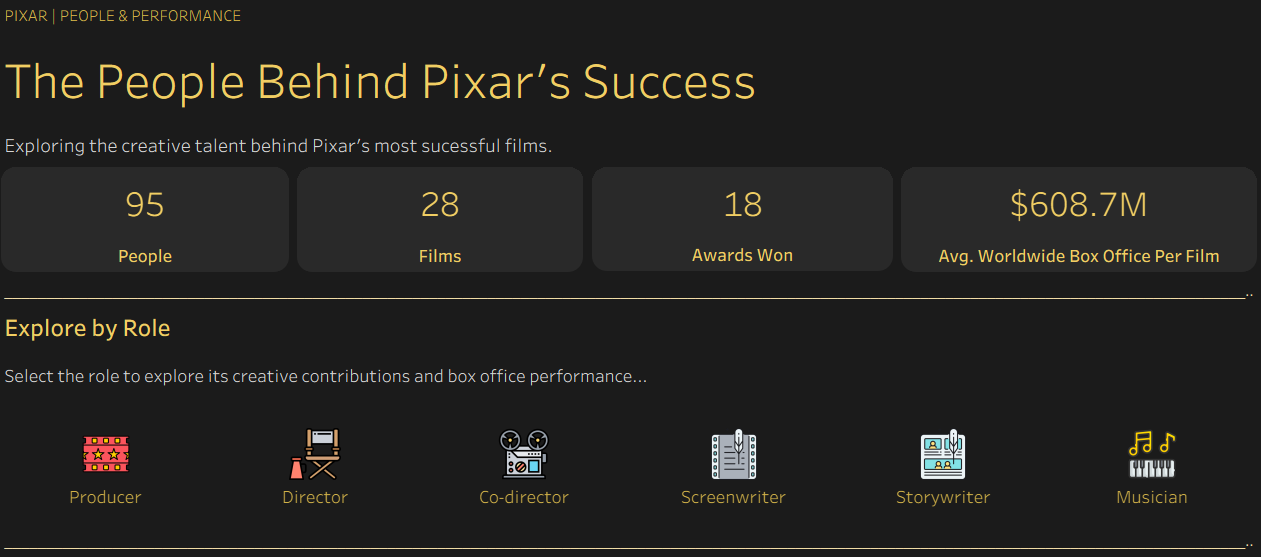 PIXAR | PEOPLE & PERFORMANCE
The People Behind Pixar's Success
Exploring the creative talent behind Pixar's most sucessful films.
95 28 18 $608.7M
People Films Awards Won Avg. Worldwide Box Office Per Film
..
Explore by Role
Select the role to explore its creative contributions and box office performance...
Producer Director Co-director Screenwriter Storywriter Musician
..